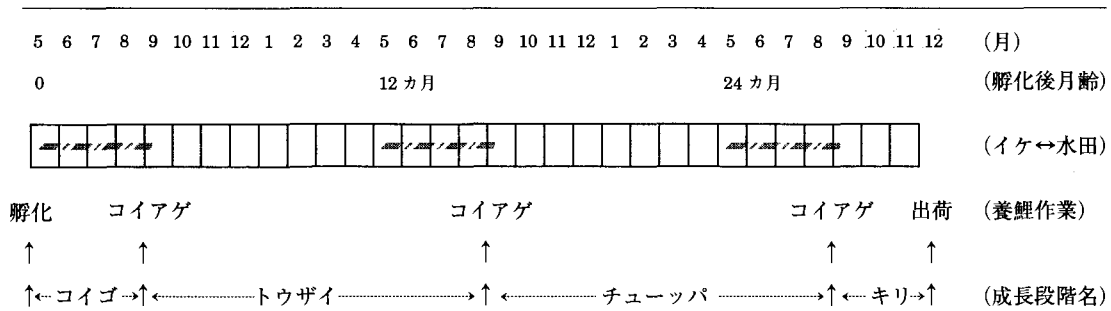 5 6 7 8 9 10 11 12 1 2 3 4 5 6 7 8 9 10 11 12 1 2 3 4 5 6 7 8 9 10 11 12 (月)
0 12カ月 24カ月 (孵化後月齢)
(イケ↔水田)
孵化 コイアゲ コイアゲ コイアゲ 出荷 (養鯉作業)
↑ ↑ ↑ ↑ ↑
↑←コイゴ→↑←トウザイ→↑←チューッパ→↑←キリ→↑ (成長段階名)